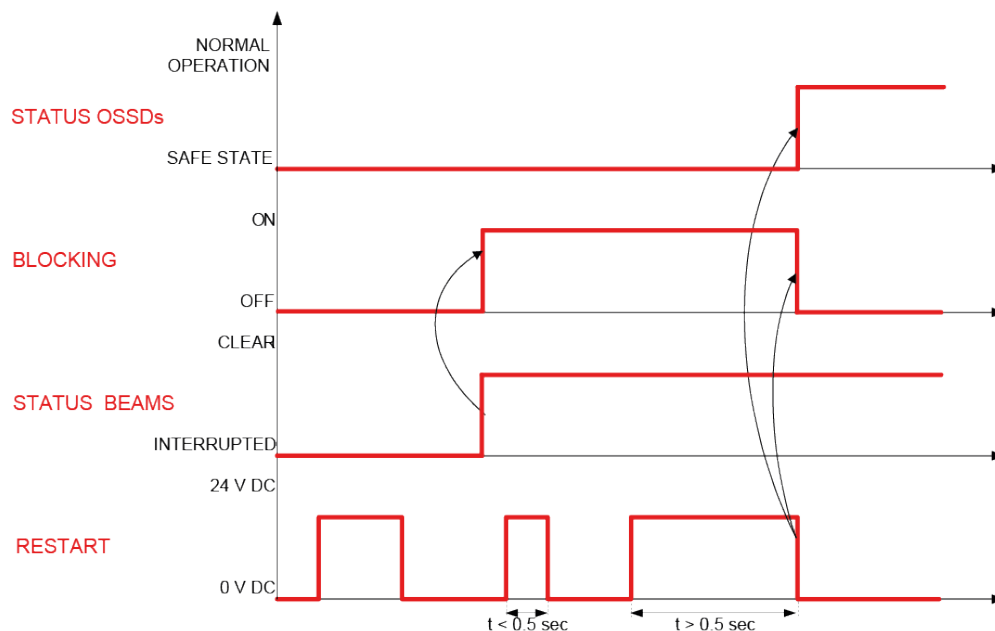 NORMAL
OPERATION
STATUS OSSDs
SAFE STATE
ON
BLOCKING
OFF
CLEAR
STATUS BEAMS
INTERRUPTED
24 V DC
RESTART
0 V DC
t < 0.5 sec
t > 0.5 sec